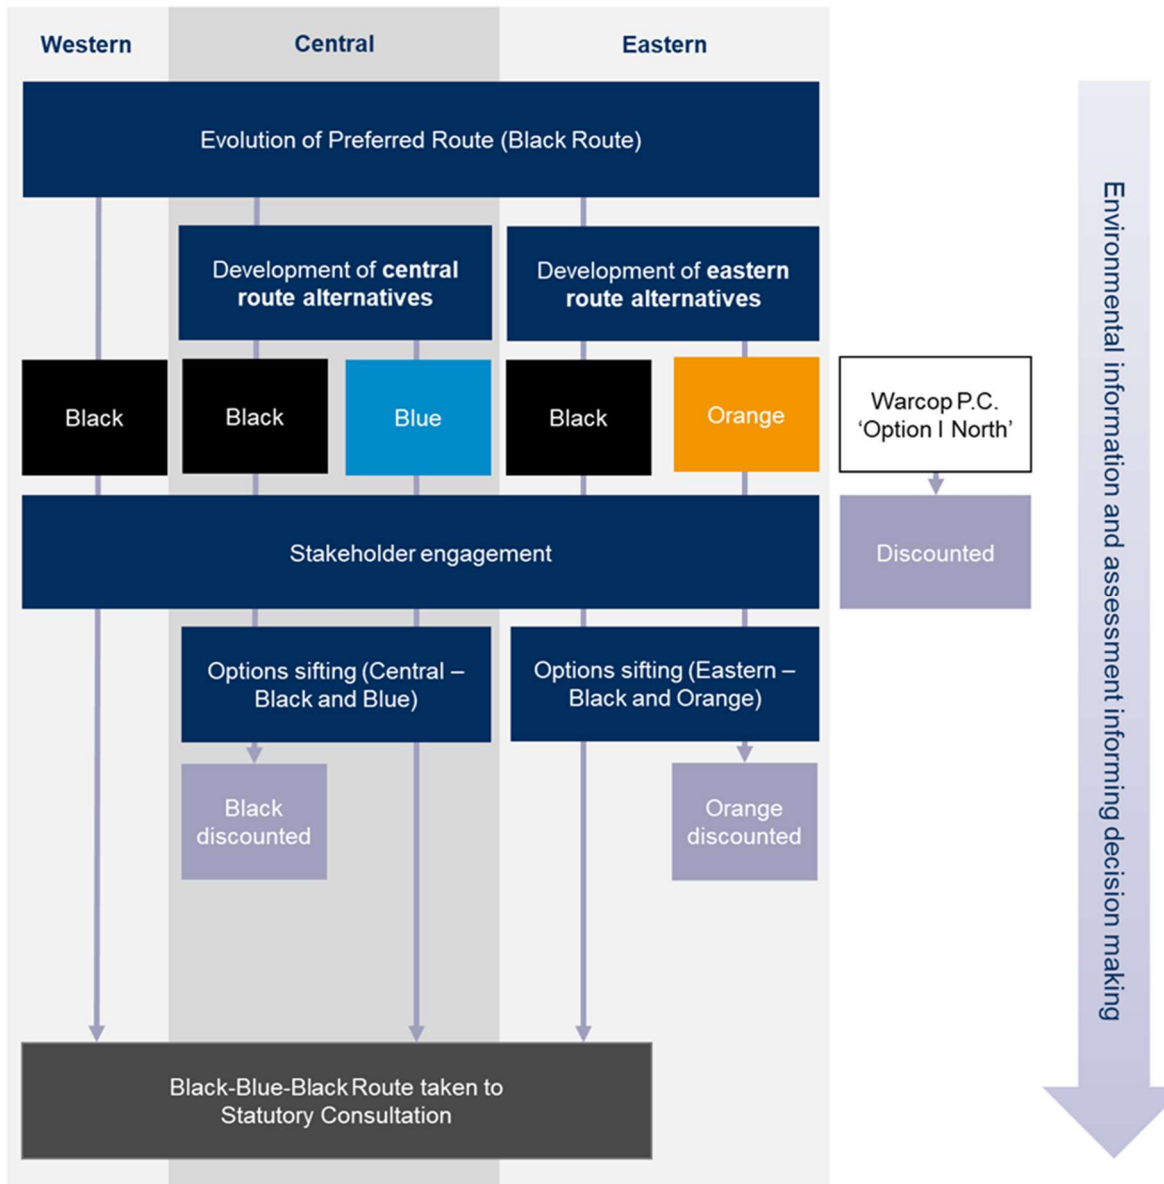 Western
Central
Eastern
Evolution of Preferred Route (Black Route)
Development of central
route alternatives
Development of eastern
route alternatives
Black
Black
Blue
Black
Orange
Warcop P.C.
‘Option I North’
Stakeholder engagement
Discounted
Options sifting (Central –
Black and Blue)
Options sifting (Eastern –
Black and Orange)
Black
discounted
Orange
discounted
Black-Blue-Black Route taken to
Statutory Consultation
Environmental information and assessment informing decision making